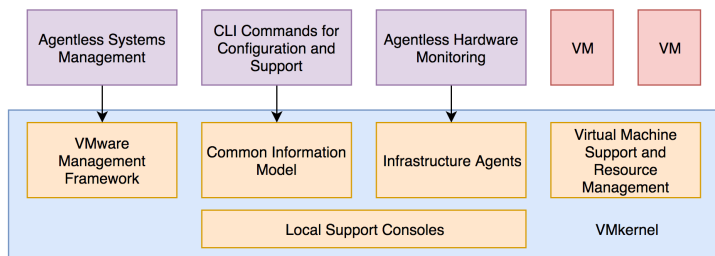 Agentless Systems
Management
CLI Commands for
Configuration and
Support
Agentless Hardware
Monitoring
VM
VM
VMware
Management
Framework
Common Information
Model
Infrastructure Agents
Virtual Machine
Support and
Resource
Management
Local Support Consoles
VMkernel